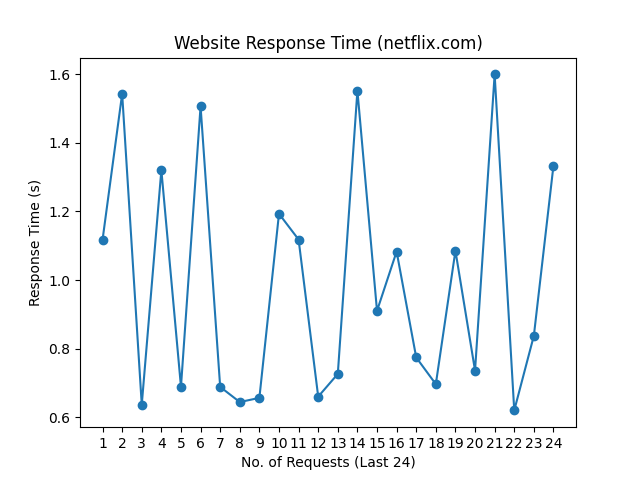 Website Response Time (netflix.com)
Response Time (s)
1.6
1.4
1.2
1.0
0.8
0.6
1 2 3 4 5 6 7 8 9 10 11 12 13 14 15 16 17 18 19 20 21 22 23 24
No. of Requests (Last 24)